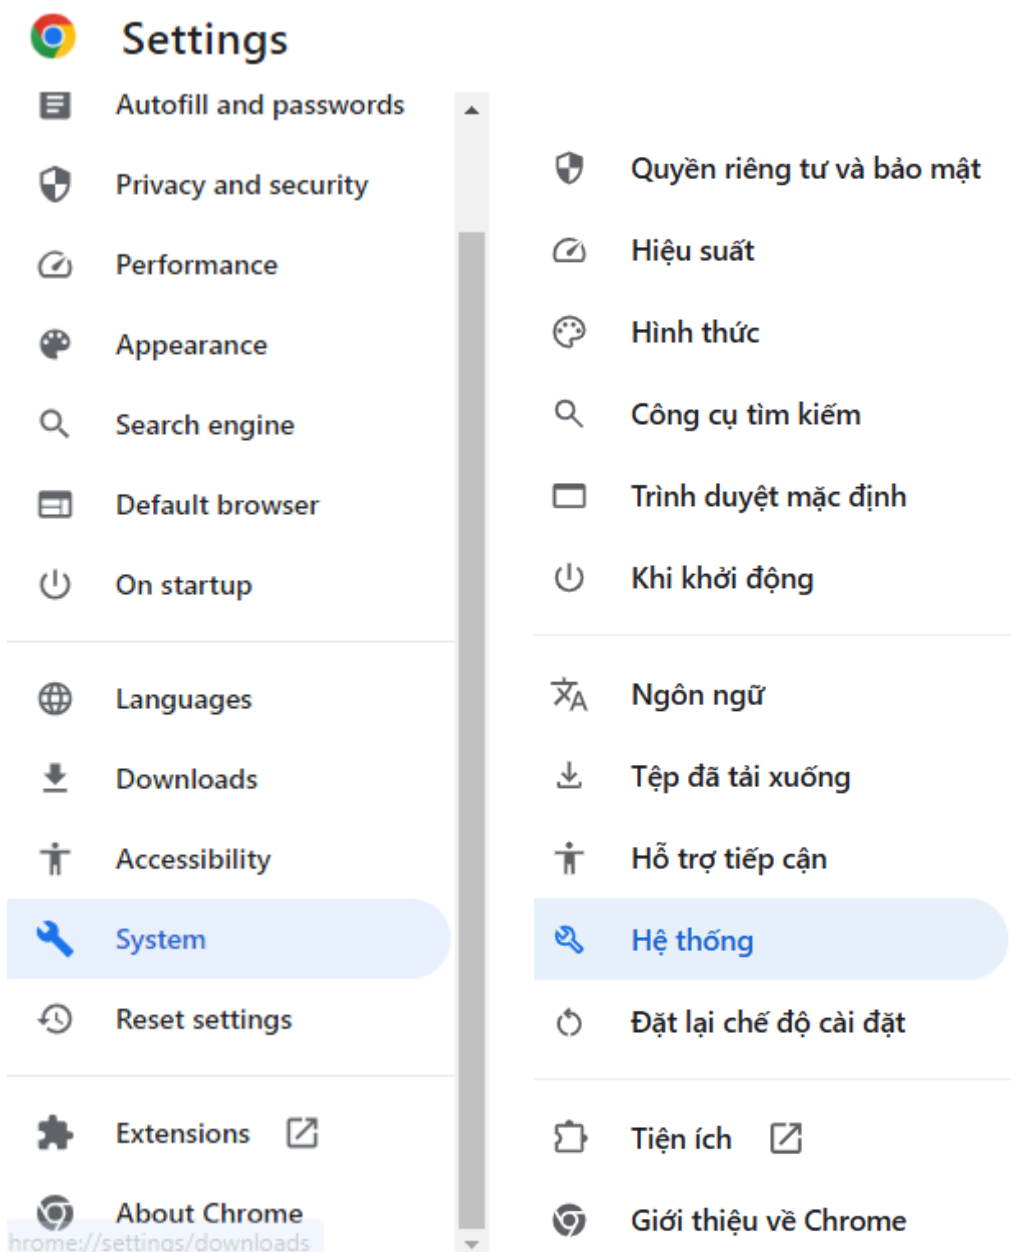 Settings
Autofill and passwords
Privacy and security
Performance
Appearance
Search engine
Default browser
On startup
Languages
Downloads
Accessibility
System
Reset settings
Extensions
About Chrome
hrome://settings/downloads
Quyền riêng tư và bảo mật
Hiệu suất
Hình thức
Công cụ tìm kiếm
Trình duyệt mặc định
Khi khởi động
Ngôn ngữ
Tệp đã tải xuống
Hỗ trợ tiếp cận
Hệ thống
Đặt lại chế độ cài đặt
Tiện ích
Giới thiệu về Chrome